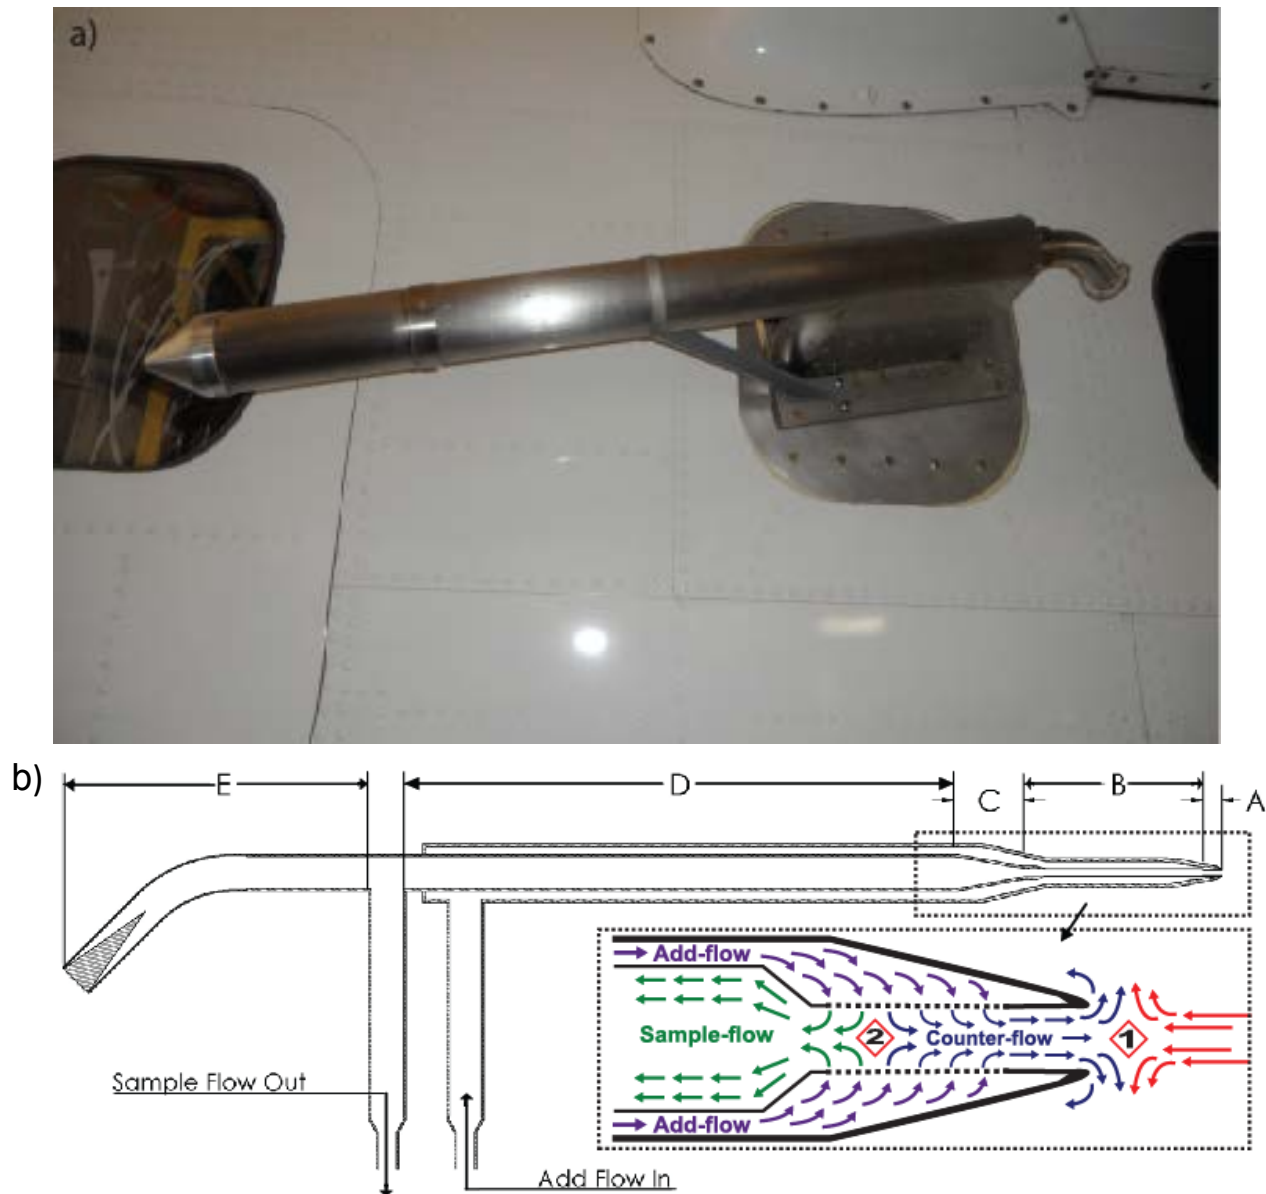 a)
b)
E
D
C
B
A
Add-flow
Sample-flow
2
Counter-flow
1
Add-flow
Sample Flow Out
Add Flow In